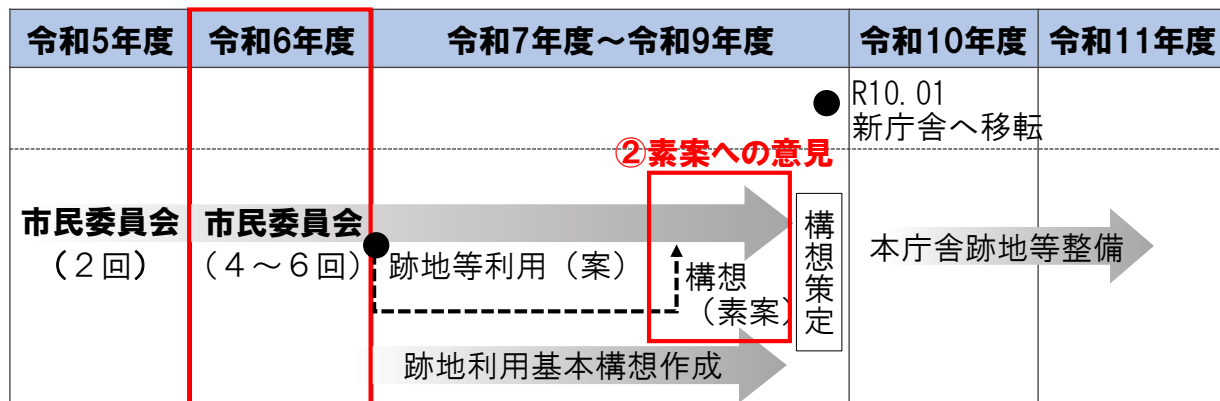 令和5年度
令和6年度
令和7年度～令和9年度
令和10年度
令和11年度
R10.01
新庁舎へ移転
②素案への意見
市民委員会
（２回）
市民委員会
（４～６回）
跡地等利用（案）
構想
（素案）
構想策定
本庁舎跡地等整備
跡地利用基本構想作成